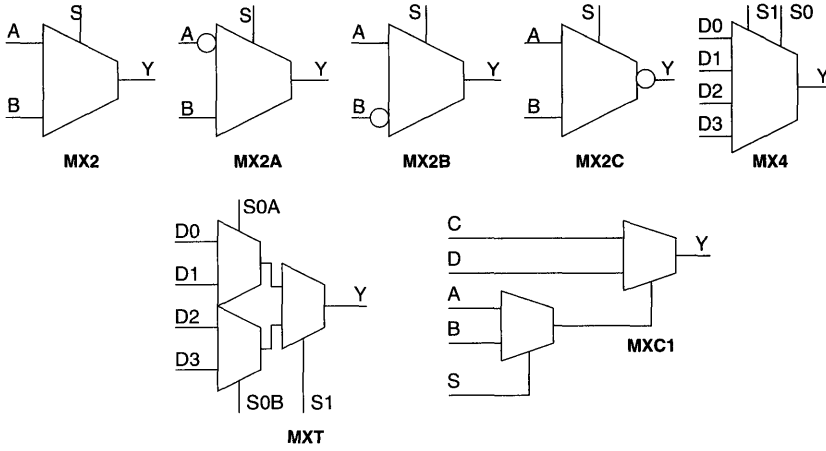 A S B Y MX2
A S B Y MX2A
A S B Y MX2B
A S B Y MX2C
S1 S0 D0 D1 D2 D3 Y MX4
S0A
D0
D1
Y
D2
D3
S0B S1
MXT
C
Y
D
A
B
MXC1
S